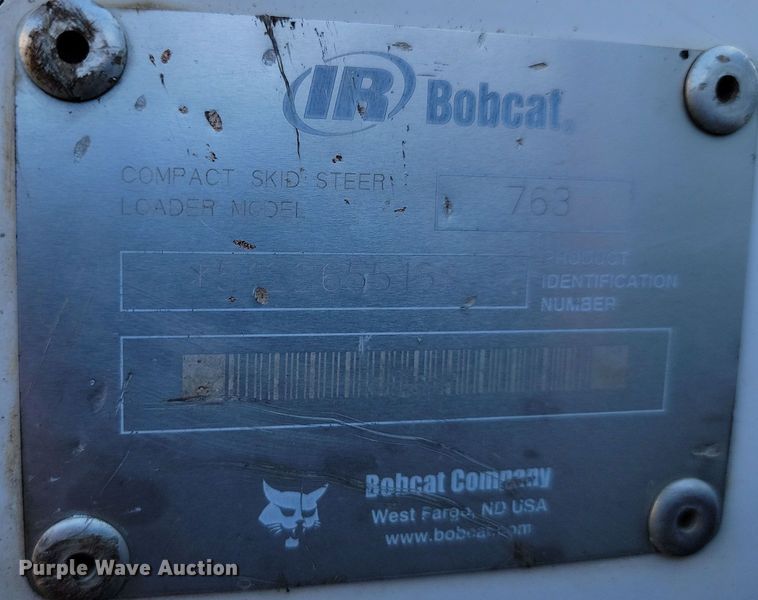 IR Bobcat
COMPACT SKID STEER
LOADER MODEL
763
PRODUCT
IDENTIFICATION
NUMBER
Bobcat Company
West Fargo, ND USA
www.bobcat.com
Purple Wave Auction